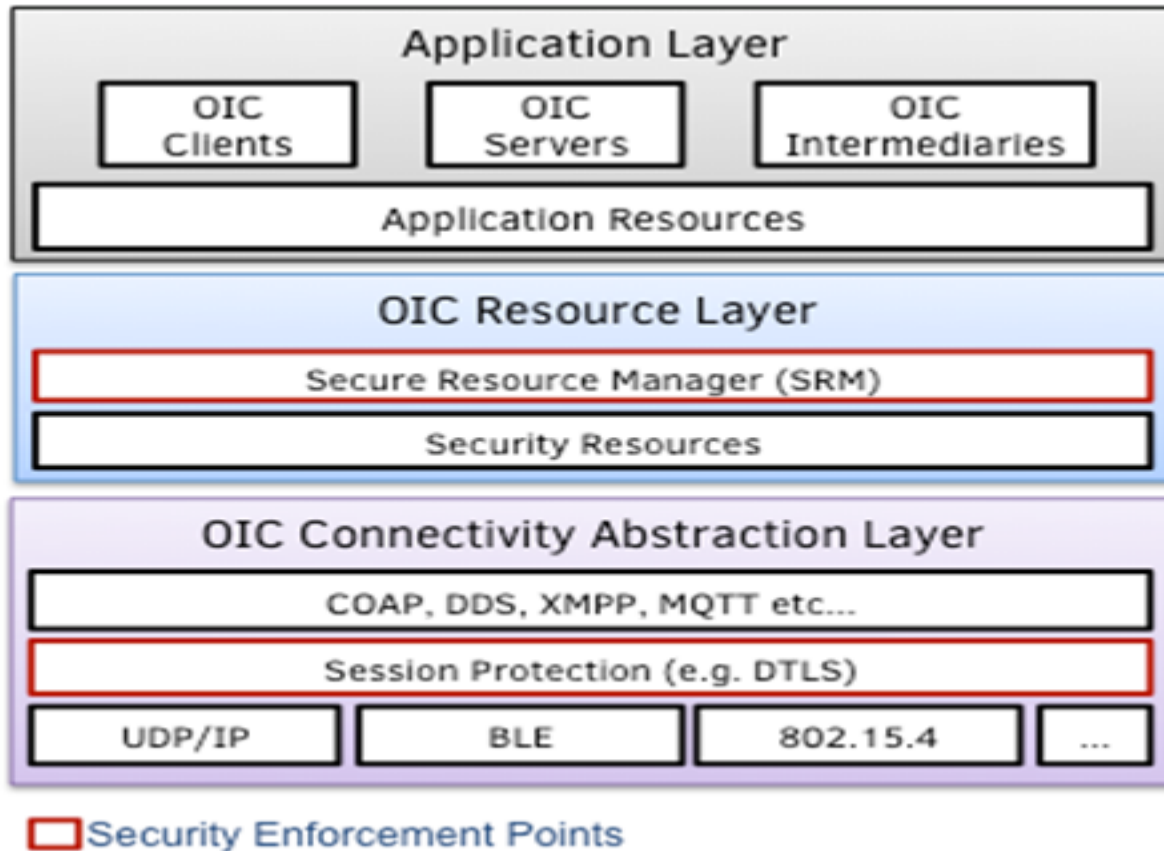 Application Layer
OIC
Clients
OIC
Servers
OIC
Intermediaries
Application Resources
OIC Resource Layer
Secure Resource Manager (SRM)
Security Resources
OIC Connectivity Abstraction Layer
COAP, DDS, XMPP, MQTT etc...
Session Protection (e.g. DTLS)
UDP/IP
BLE
802.15.4
...
Security Enforcement Points